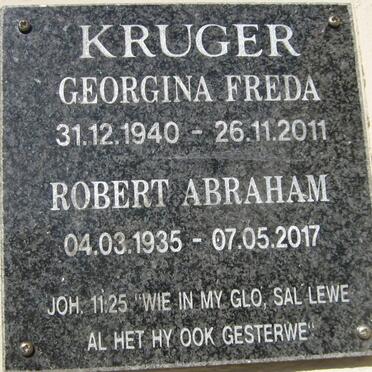 KRUGER
GEORGINA FREDA
31.12.1940 - 26.11.2011
ROBERT ABRAHAM
04.03.1935 - 07.05.2017
JOH. 11:25 "WIE IN MY GLO, SAL LEWE
AL HET HY OOK GESTERWE"